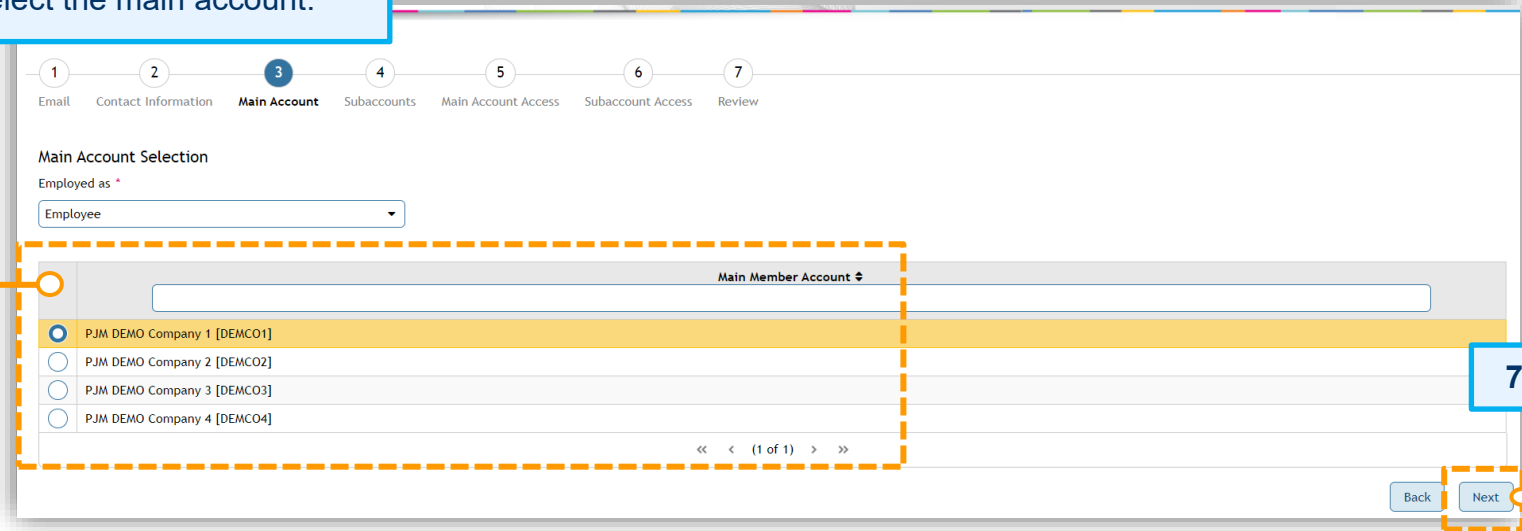 elect the main account.
1 2 3 4 5 6 7
Email Contact Information Main Account Subaccounts Main Account Access Subaccount Access Review
Main Account Selection
Employed as *
Employee
Main Member Account
PJM DEMO Company 1 [DEMCO1]
PJM DEMO Company 2 [DEMCO2]
PJM DEMO Company 3 [DEMCO3]
PJM DEMO Company 4 [DEMCO4]
7
« < (1 of 1) > »
Back Next